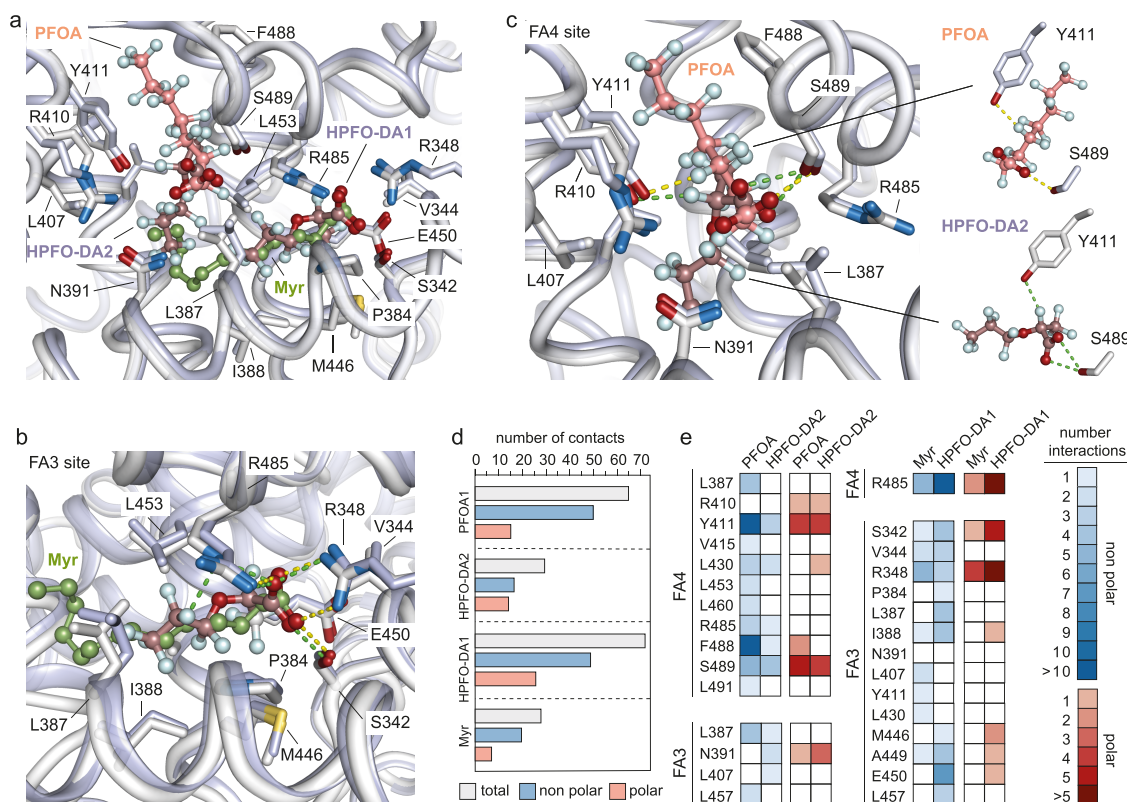 a
PFOA
F488
Y411
S489
L453
HPFO-DA1
R410
R485
R348
V344
L407
HPFO-DA2
E450
N391
Myr
S342
L387
P384
M446
I388
b
FA3 site
R485
L453
R348
V344
Myr
E450
P384
I388
L387
S342
M446
c
FA4 site
F488
PFOA
Y411
S489
R410
R485
L407
L387
N391
PFOA
Y411
S489
HPFO-DA2
Y411
S489
d
number of contacts
0 10 20 30 40 50 60 70
PFOA1
HPFO-DA2
HPFO-DA1
Myr
total non polar polar
e
PFOA HPFO-DA2 PFOA HPFO-DA2
FA4
L387
R410
Y411
V415
L430
L453
L460
R485
F488
S489
L491
FA3
L387
N391
L407
L457
Myr HPFO-DA1 Myr HPFO-DA1
FA4
R485
FA3
S342
V344
R348
P384
L387
I388
N391
L407
Y411
L430
M446
A449
E450
L457
number
interactions
1
2
3
4
5
6
7
8
9
10
>10
non polar
1
2
3
4
5
>5
polar